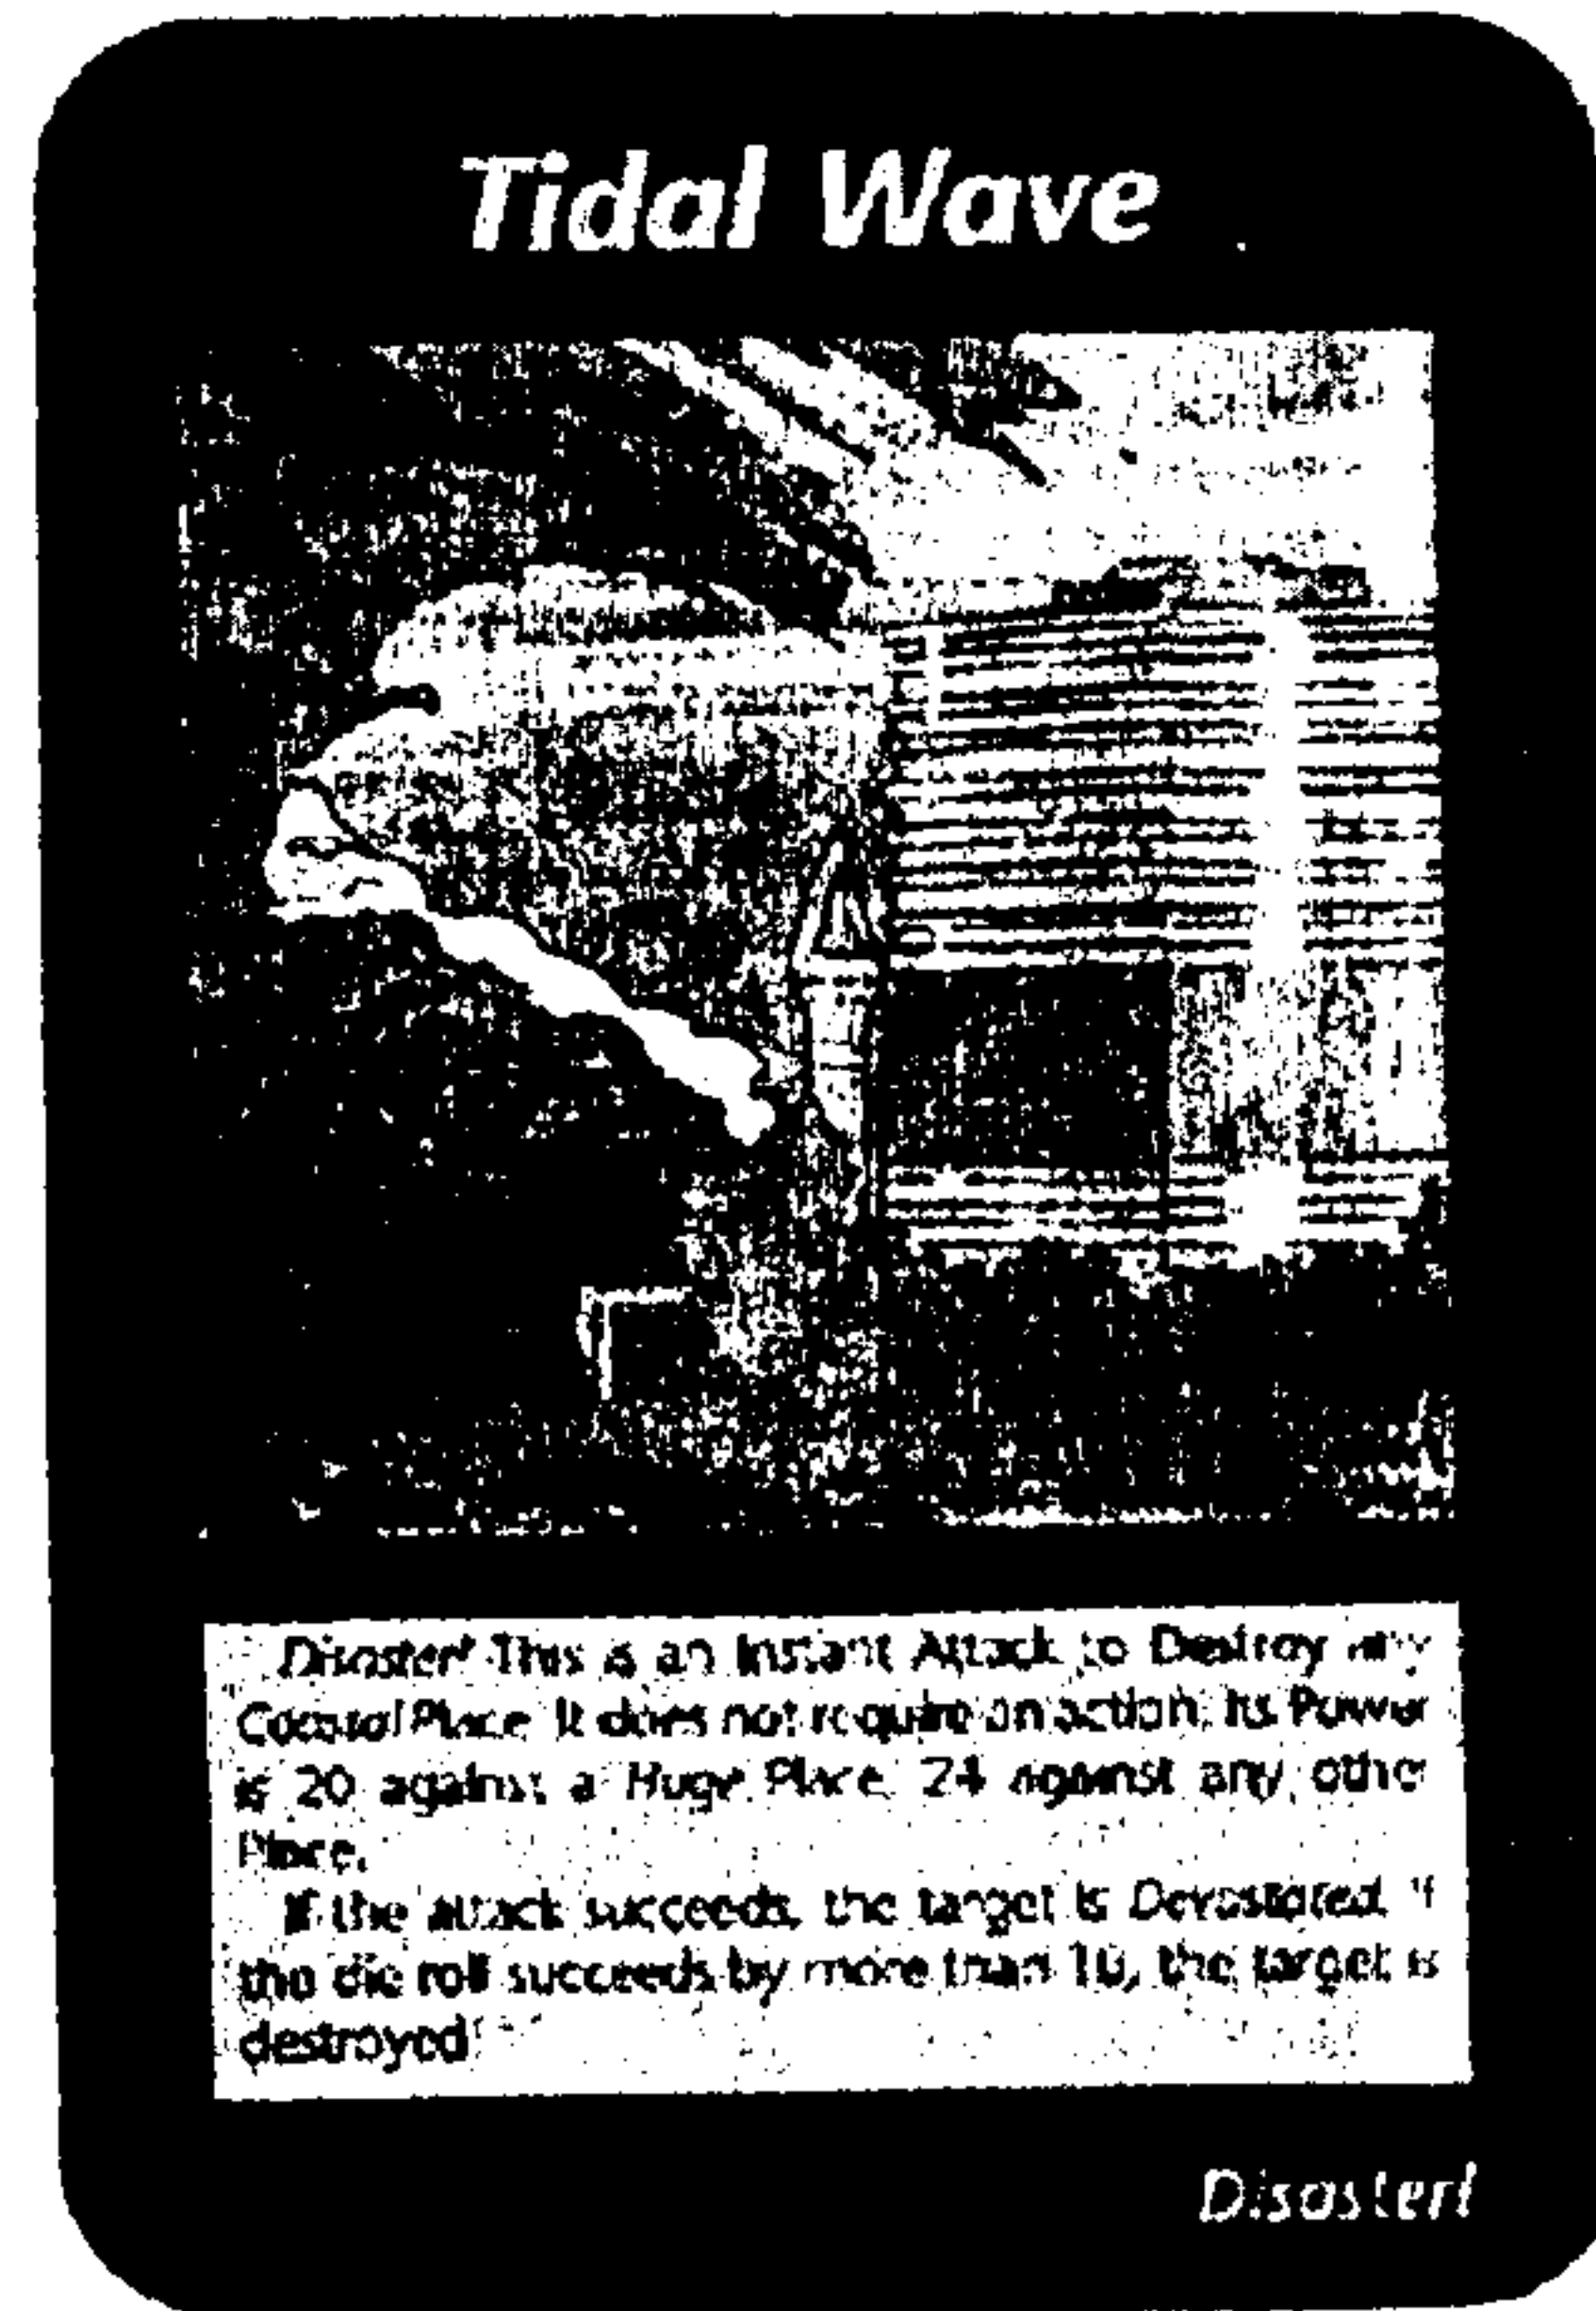 Tidal Wave
Disaster! This is an Instant Attack to Destroy any
Coastal Place. It does not require an action. Its Power
is 20 against a Huge Place, 24 against any other
Place.
If the attack succeeds, the target is Devastated. If
the die roll succeeds by more than 10, the target is
destroyed.
Disaster!